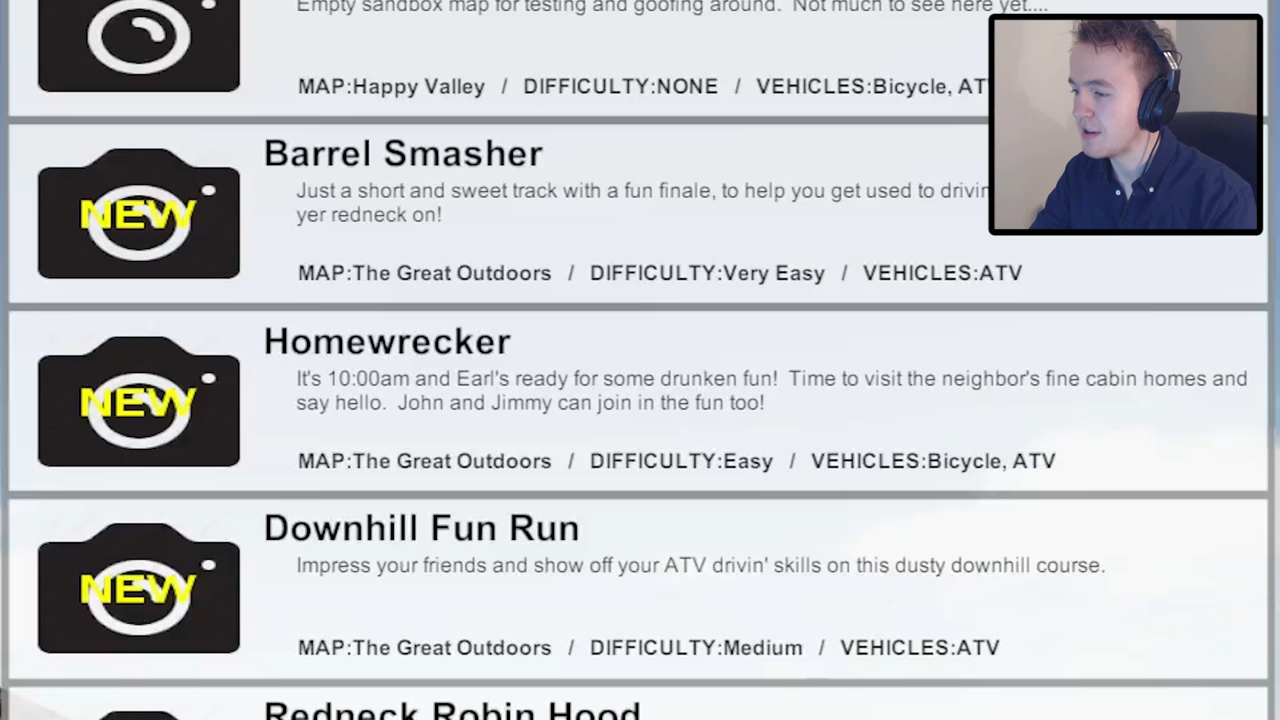 Empty sandbox map for testing and goofing around.  Not much to see here yet....
MAP:Happy Valley / DIFFICULTY:NONE / VEHICLES:Bicycle,
Barrel Smasher
NEW
Just a short and sweet track with a fun finale, to help you get used to
yer redneck on!
MAP:The Great Outdoors / DIFFICULTY:Very Easy / VEHICLES:ATV
Homewrecker
NEW
It's 10:00am and Earl's ready for some drunken fun!  Time to visit the neighbor's fine cabin homes and
say hello.  John and Jimmy can join in the fun too!
MAP:The Great Outdoors / DIFFICULTY:Easy / VEHICLES:Bicycle, ATV
Downhill Fun Run
NEW
Impress your friends and show off your ATV drivin' skills on this dusty downhill course.
MAP:The Great Outdoors / DIFFICULTY:Medium / VEHICLES:ATV
Redneck Robin Hood